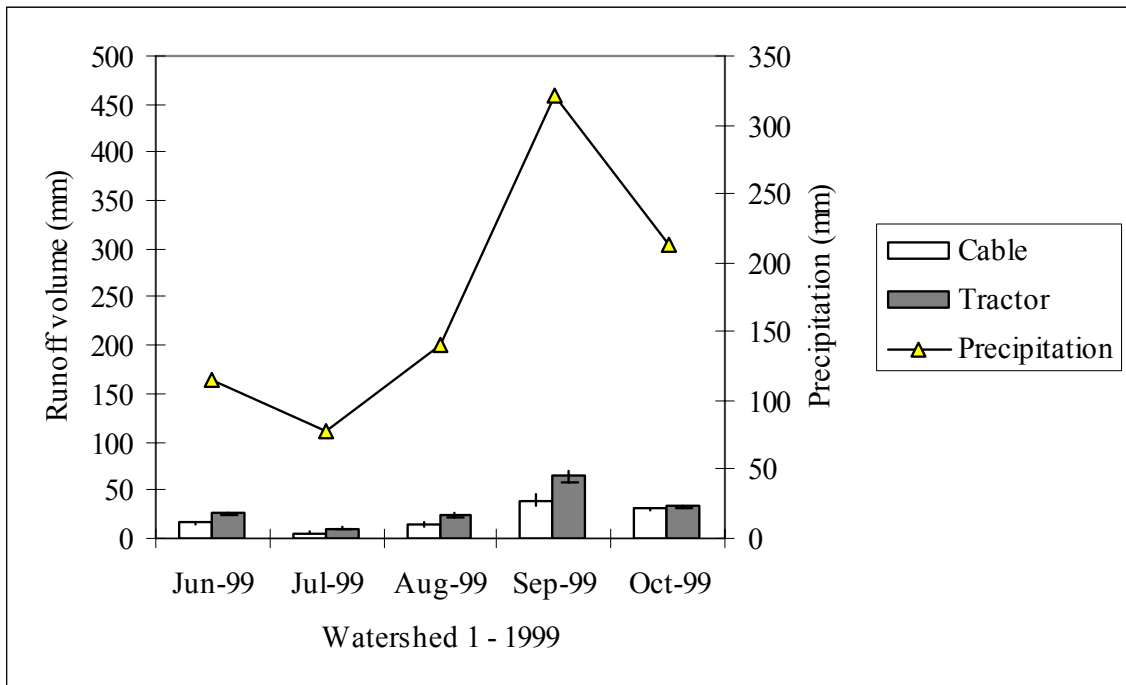 Runoff volume (mm)
500
450
400
350
300
250
200
150
100
50
0
350
300
250
200
150
100
50
0
Precipitation (mm)
Jun-99 Jul-99 Aug-99 Sep-99 Oct-99
Watershed 1 - 1999
Cable
Tractor
Precipitation